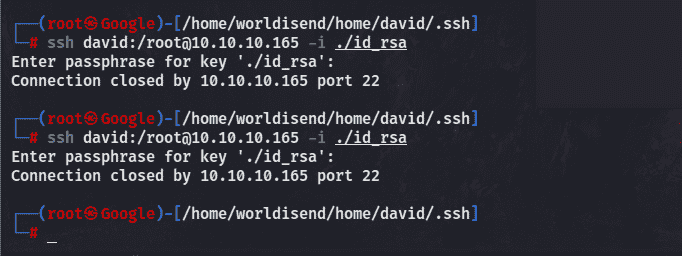 ┌──(root㉿Google)-[/home/worldisend/home/david/.ssh]
└─# ssh david:/root@10.10.10.165 -i ./id_rsa
Enter passphrase for key './id_rsa':
Connection closed by 10.10.10.165 port 22
┌──(root㉿Google)-[/home/worldisend/home/david/.ssh]
└─# ssh david:/root@10.10.10.165 -i ./id_rsa
Enter passphrase for key './id_rsa':
Connection closed by 10.10.10.165 port 22
┌──(root㉿Google)-[/home/worldisend/home/david/.ssh]
└─# _